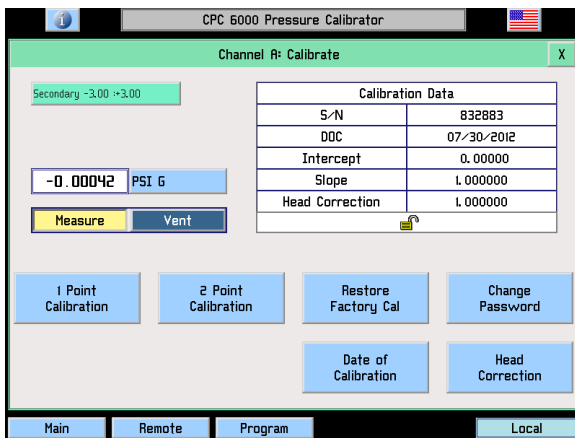 i
CPC 6000 Pressure Calibrator
Channel A: Calibrate
X
Secondary -3.00 :+3.00
Calibration Data
S/N 832883
DOC 07/30/2012
Intercept 0.00000
Slope 1.000000
Head Correction 1.000000
-0.00042 PSI G
Measure Vent
1 Point
Calibration
2 Point
Calibration
Restore
Factory Cal
Change
Password
Date of
Calibration
Head
Correction
Main Remote Program Local